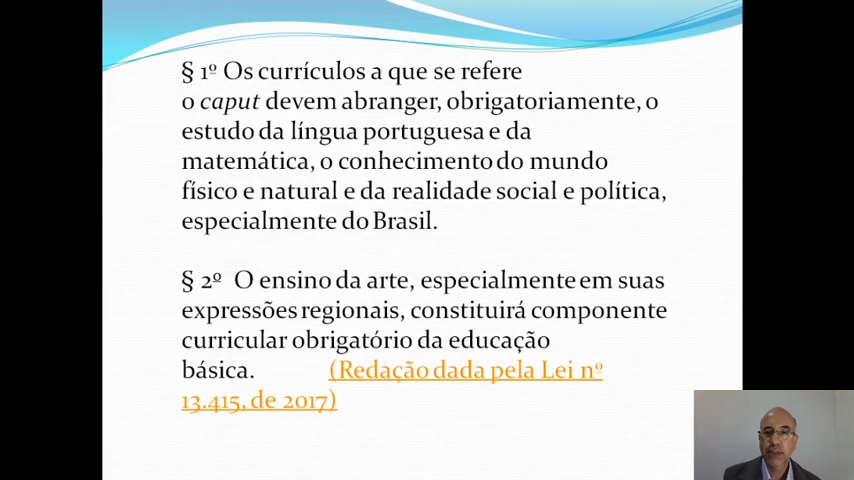 § 1º Os currículos a que se refere
o caput devem abranger, obrigatoriamente, o
estudo da língua portuguesa e da
matemática, o conhecimento do mundo
físico e natural e da realidade social e política,
especialmente do Brasil.
§ 2º O ensino da arte, especialmente em suas
expressões regionais, constituirá componente
curricular obrigatório da educação
básica. (Redação dada pela Lei nº
13.415, de 2017)